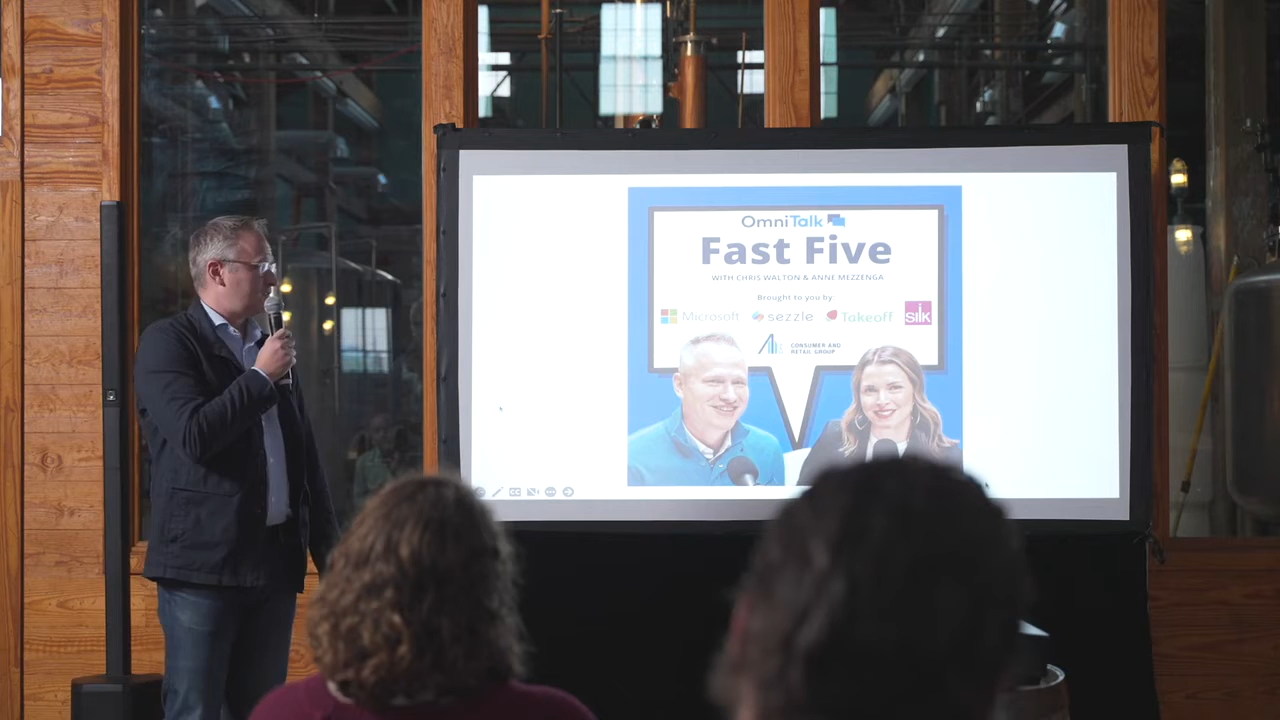 OmniTalk
Fast Five
WITH CHRIS WALTON & ANNE MEZZENGA
Brought to you by:
Microsoft sezzle Takeoff silk
CONSUMER AND
RETAIL GROUP
CC